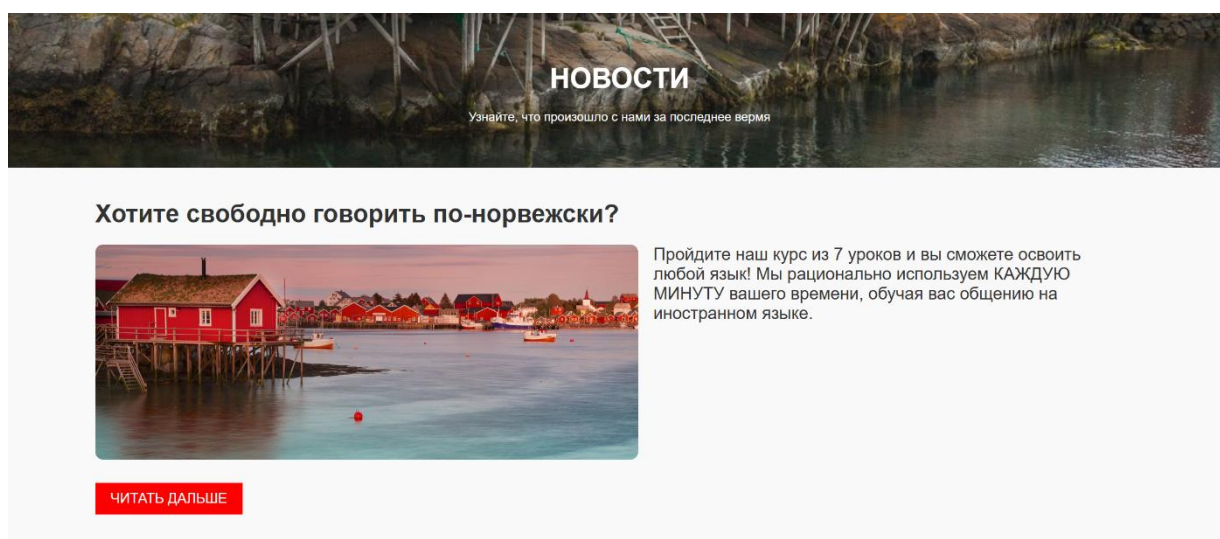 НОВОСТИ
Узнайте, что произошло с нами за последнее вермя
Хотите свободно говорить по-норвежски?
Пройдите наш курс из 7 уроков и вы сможете освоить
любой язык! Мы рационально используем КАЖДУЮ
МИНУТУ вашего времени, обучая вас общению на
иностранном языке.
ЧИТАТЬ ДАЛЬШЕ